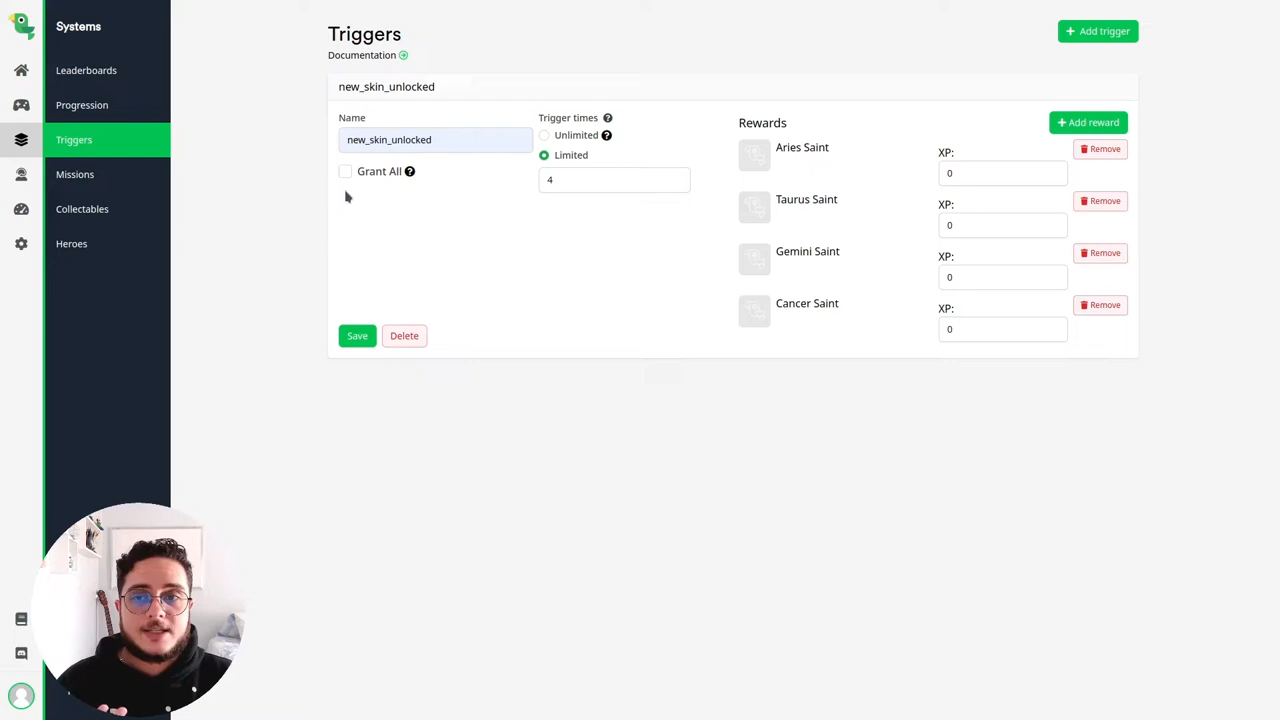 Systems
Leaderboards
Progression
Triggers
Missions
Collectables
Heroes
Triggers
Documentation
+ Add trigger
new_skin_unlocked
Name
new_skin_unlocked
Grant All ?
Trigger times ?
Unlimited ?
Limited
4
Save
Delete
Rewards
+ Add reward
Aries Saint
XP:
0
Remove
Taurus Saint
XP:
0
Remove
Gemini Saint
XP:
0
Remove
Cancer Saint
XP:
0
Remove